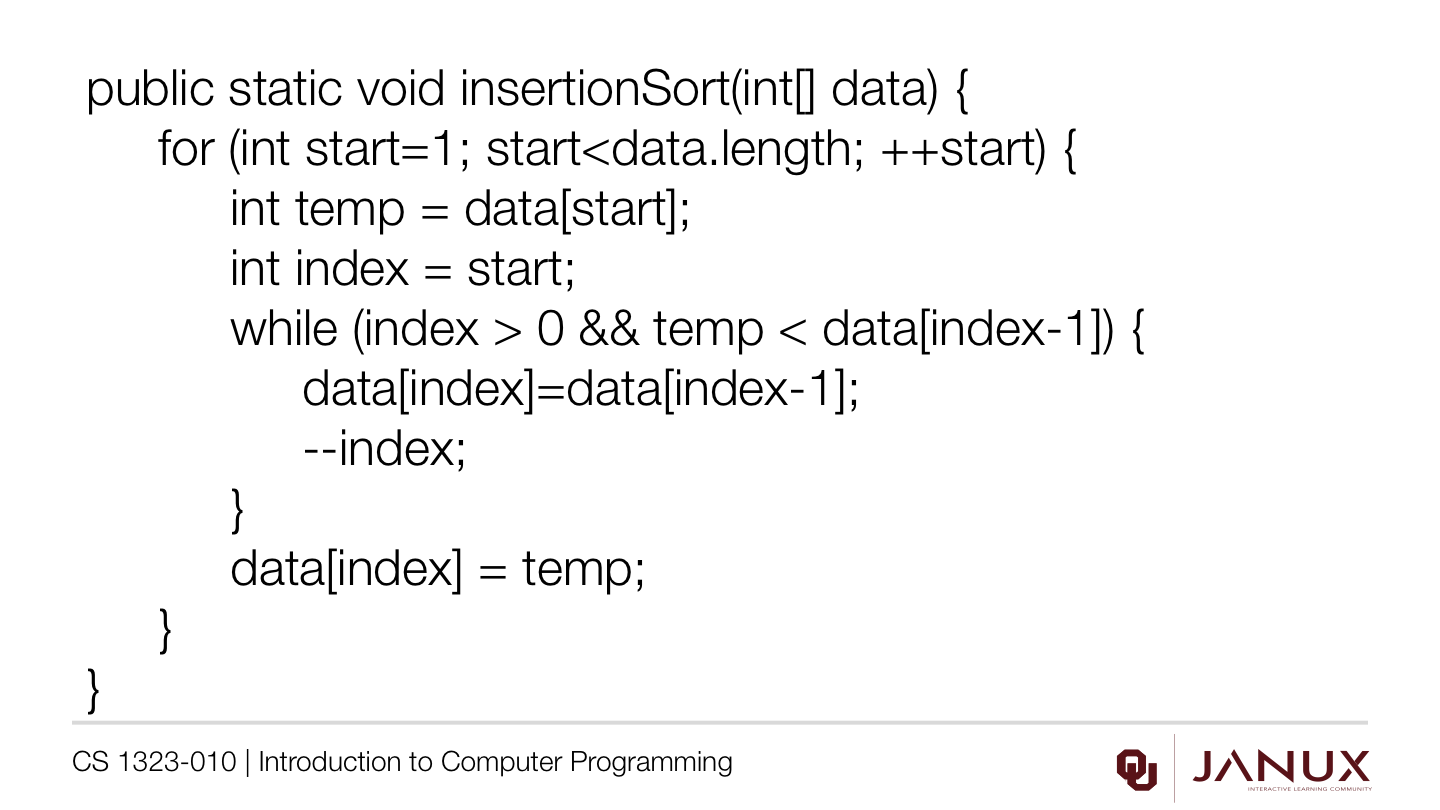 public static void insertionSort(int[] data) {
for (int start=1; start<data.length; ++start) {
int temp = data[start];
int index = start;
while (index > 0 && temp < data[index-1]) {
data[index]=data[index-1];
--index;
}
data[index] = temp;
}
}
CS 1323-010 | Introduction to Computer Programming
OU
JANUX
INTERACTIVE LEARNING COMMUNITY